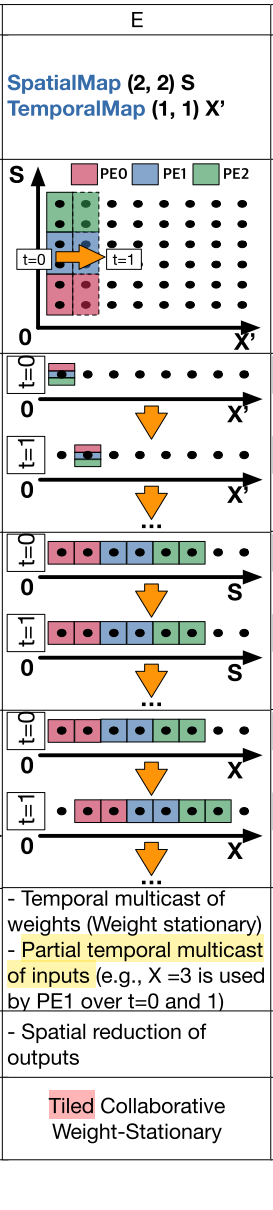 E
SpatialMap (2, 2) S
TemporalMap (1, 1) X'
S PE0 PE1 PE2
t=0 t=1
0 X'
t=0
0 X'
t=1
0 X'
...
t=0
0 S
t=1
0 S
...
t=0
0 X
t=1
0 X
...
- Temporal multicast of
weights (Weight stationary)
- Partial temporal multicast
of inputs (e.g., X =3 is used
by PE1 over t=0 and 1)
- Spatial reduction of
outputs
Tiled Collaborative
Weight-Stationary